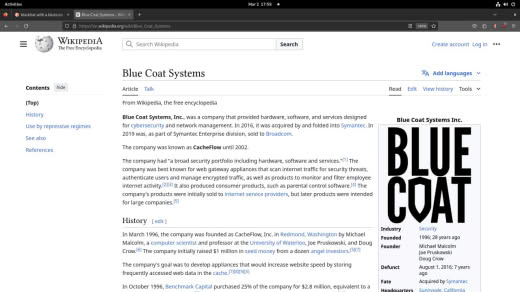 Activities
Mar 2 17:55
Blue Coat Systems - Wiki
WIKIPEDIA
The Free Encyclopedia
Search Wikipedia
Search
Create account Log in
Contents hide
(Top)
History
Use by repressive regimes
See also
References
Blue Coat Systems
Add languages
Article Talk
Read Edit View history Tools
From Wikipedia, the free encyclopedia
Blue Coat Systems, Inc., was a company that provided hardware, software, and services designed
for cybersecurity and network management. In 2016, it was acquired by and folded into Symantec. In
2019 was, as part of Symantec Enterprise division, sold to Broadcom.
The company was known as CacheFlow until 2002.
The company had "a broad security portfolio including hardware, software and services."[1] The
company was best known for web gateway appliances that scan internet traffic for security threats,
authenticate users and manage encrypted traffic, as well as products to monitor and filter employee
internet activity.[2][3] It also produced consumer products, such as parental control software.[4] The
company's products were initially sold to internet service providers, but later products were intended
for large companies.[5]
History [ edit ]
In March 1996, the company was founded as CacheFlow, Inc. in Redmond, Washington by Michael
Malcolm, a computer scientist and professor at the University of Waterloo, Joe Pruskowski, and Doug
Crow.[6] The company initially raised $1 million in seed money from a dozen angel investors.[6][7]
The company's goal was to develop appliances that would increase website speed by storing
frequently accessed web data in the cache.[7][8][9]
In October 1996, Benchmark Capital purchased 25% of the company for $2.8 million, equivalent to a
Blue Coat Systems Inc.
BLUE
COAT
Industry Security
Founded 1996; 28 years ago
Founder Michael Malcolm
Joe Pruskowski
Doug Crow
Defunct August 1, 2016; 7 years
ago
Fate Acquired by Symantec
Headquarters Sunnyvale, California